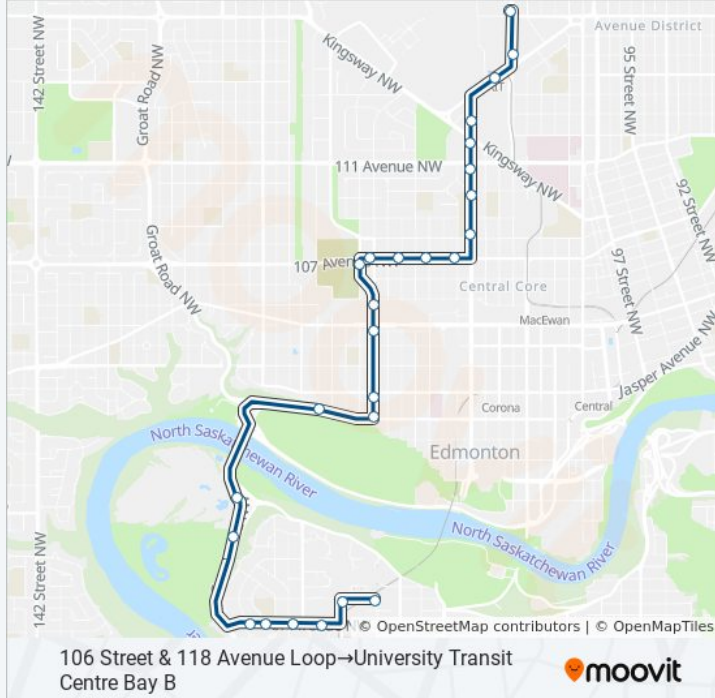 142 Street NW
Groat Road NW
Kingsway NW
Avenue District
95 Street NW
111 Avenue NW
Kingsway NW
92 Street NW
Groat Road NW
107 Aven
Central Core
97 Street NW
MacEwan
Jasper Avenue NW
Corona
Central
North Saskatchewan River
Edmonton
142 Street NW
North Saskatchewan River
© OpenStreetMap contributors | © OpenMapTiles
106 Street & 118 Avenue Loop→University Transit
Centre Bay B
moovit